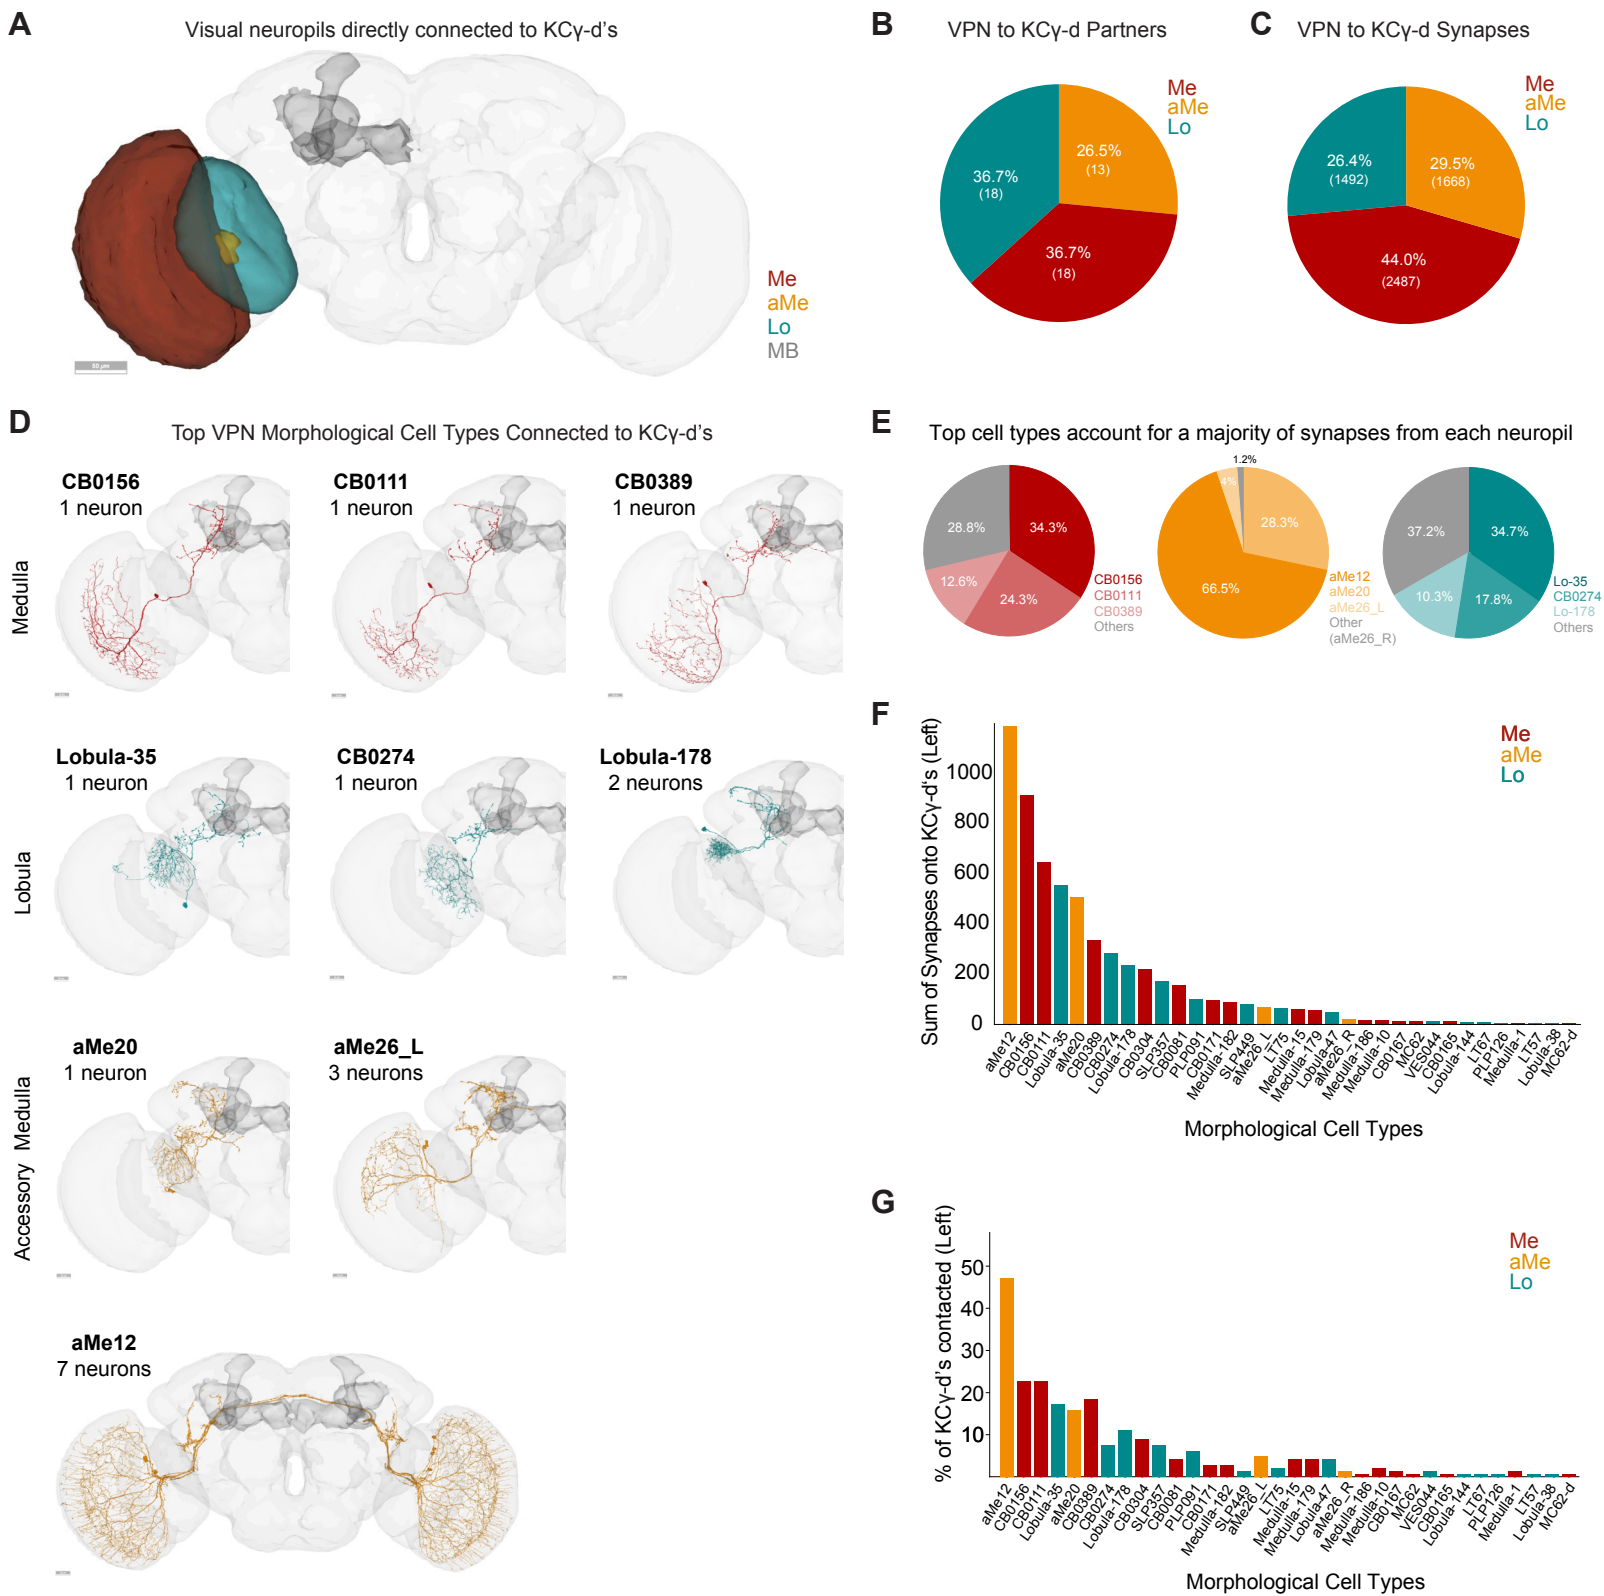 A
Visual neuropils directly connected to KCγ-d's
Me
aMe
Lo
MB
50 µm
B
VPN to KCγ-d Partners
Me
aMe
Lo
26.5%
(13)
36.7%
(18)
36.7%
(18)
C
VPN to KCγ-d Synapses
Me
aMe
Lo
26.4%
(1492)
29.5%
(1668)
44.0%
(2487)
D
Top VPN Morphological Cell Types Connected to KCγ-d's
Medulla
CB0156
1 neuron
CB0111
1 neuron
CB0389
1 neuron
Lobula
Lobula-35
1 neuron
CB0274
1 neuron
Lobula-178
2 neurons
Accessory Medulla
aMe20
1 neuron
aMe26_L
3 neurons
aMe12
7 neurons
E
Top cell types account for a majority of synapses from each neuropil
28.8%
34.3%
12.6%
24.3%
CB0156
CB0111
CB0389
Others
1.2%
4%
28.3%
66.5%
aMe12
aMe20
aMe26_L
Other
(aMe26_R)
37.2%
34.7%
10.3%
17.8%
Lo-35
CB0274
Lo-178
Others
F
Sum of Synapses onto KCγ-d's (Left)
1000
800
600
400
200
0
Me
aMe
Lo
aMe12
CB0156
CB0111
Lobula-35
aMe20
CB0389
CB0274
Lobula-178
CB0304
SLP357
CB0081
PLP091
CB0171
Medulla-182
SLP449
aMe26_L
LT75
Medulla-15
Medulla-179
Lobula-47
aMe26_R
Medulla-186
Medulla-10
CB0167
MC62
VES044
CB0165
Lobula-144
LT67
PLP126
Medulla-1
LT57
Lobula-38
MC62-d
Morphological Cell Types
G
% of KCγ-d's contacted (Left)
50
40
30
20
10
Me
aMe
Lo
aMe12
CB0156
CB0111
Lobula-35
aMe20
CB0389
CB0274
Lobula-178
CB0304
SLP357
CB0081
PLP091
CB0171
Medulla-182
SLP449
aMe26_L
LT75
Medulla-15
Medulla-179
Lobula-47
aMe26_R
Medulla-186
Medulla-10
CB0167
MC62
VES044
CB0165
Lobula-144
LT67
PLP126
Medulla-1
LT57
Lobula-38
MC62-d
Morphological Cell Types